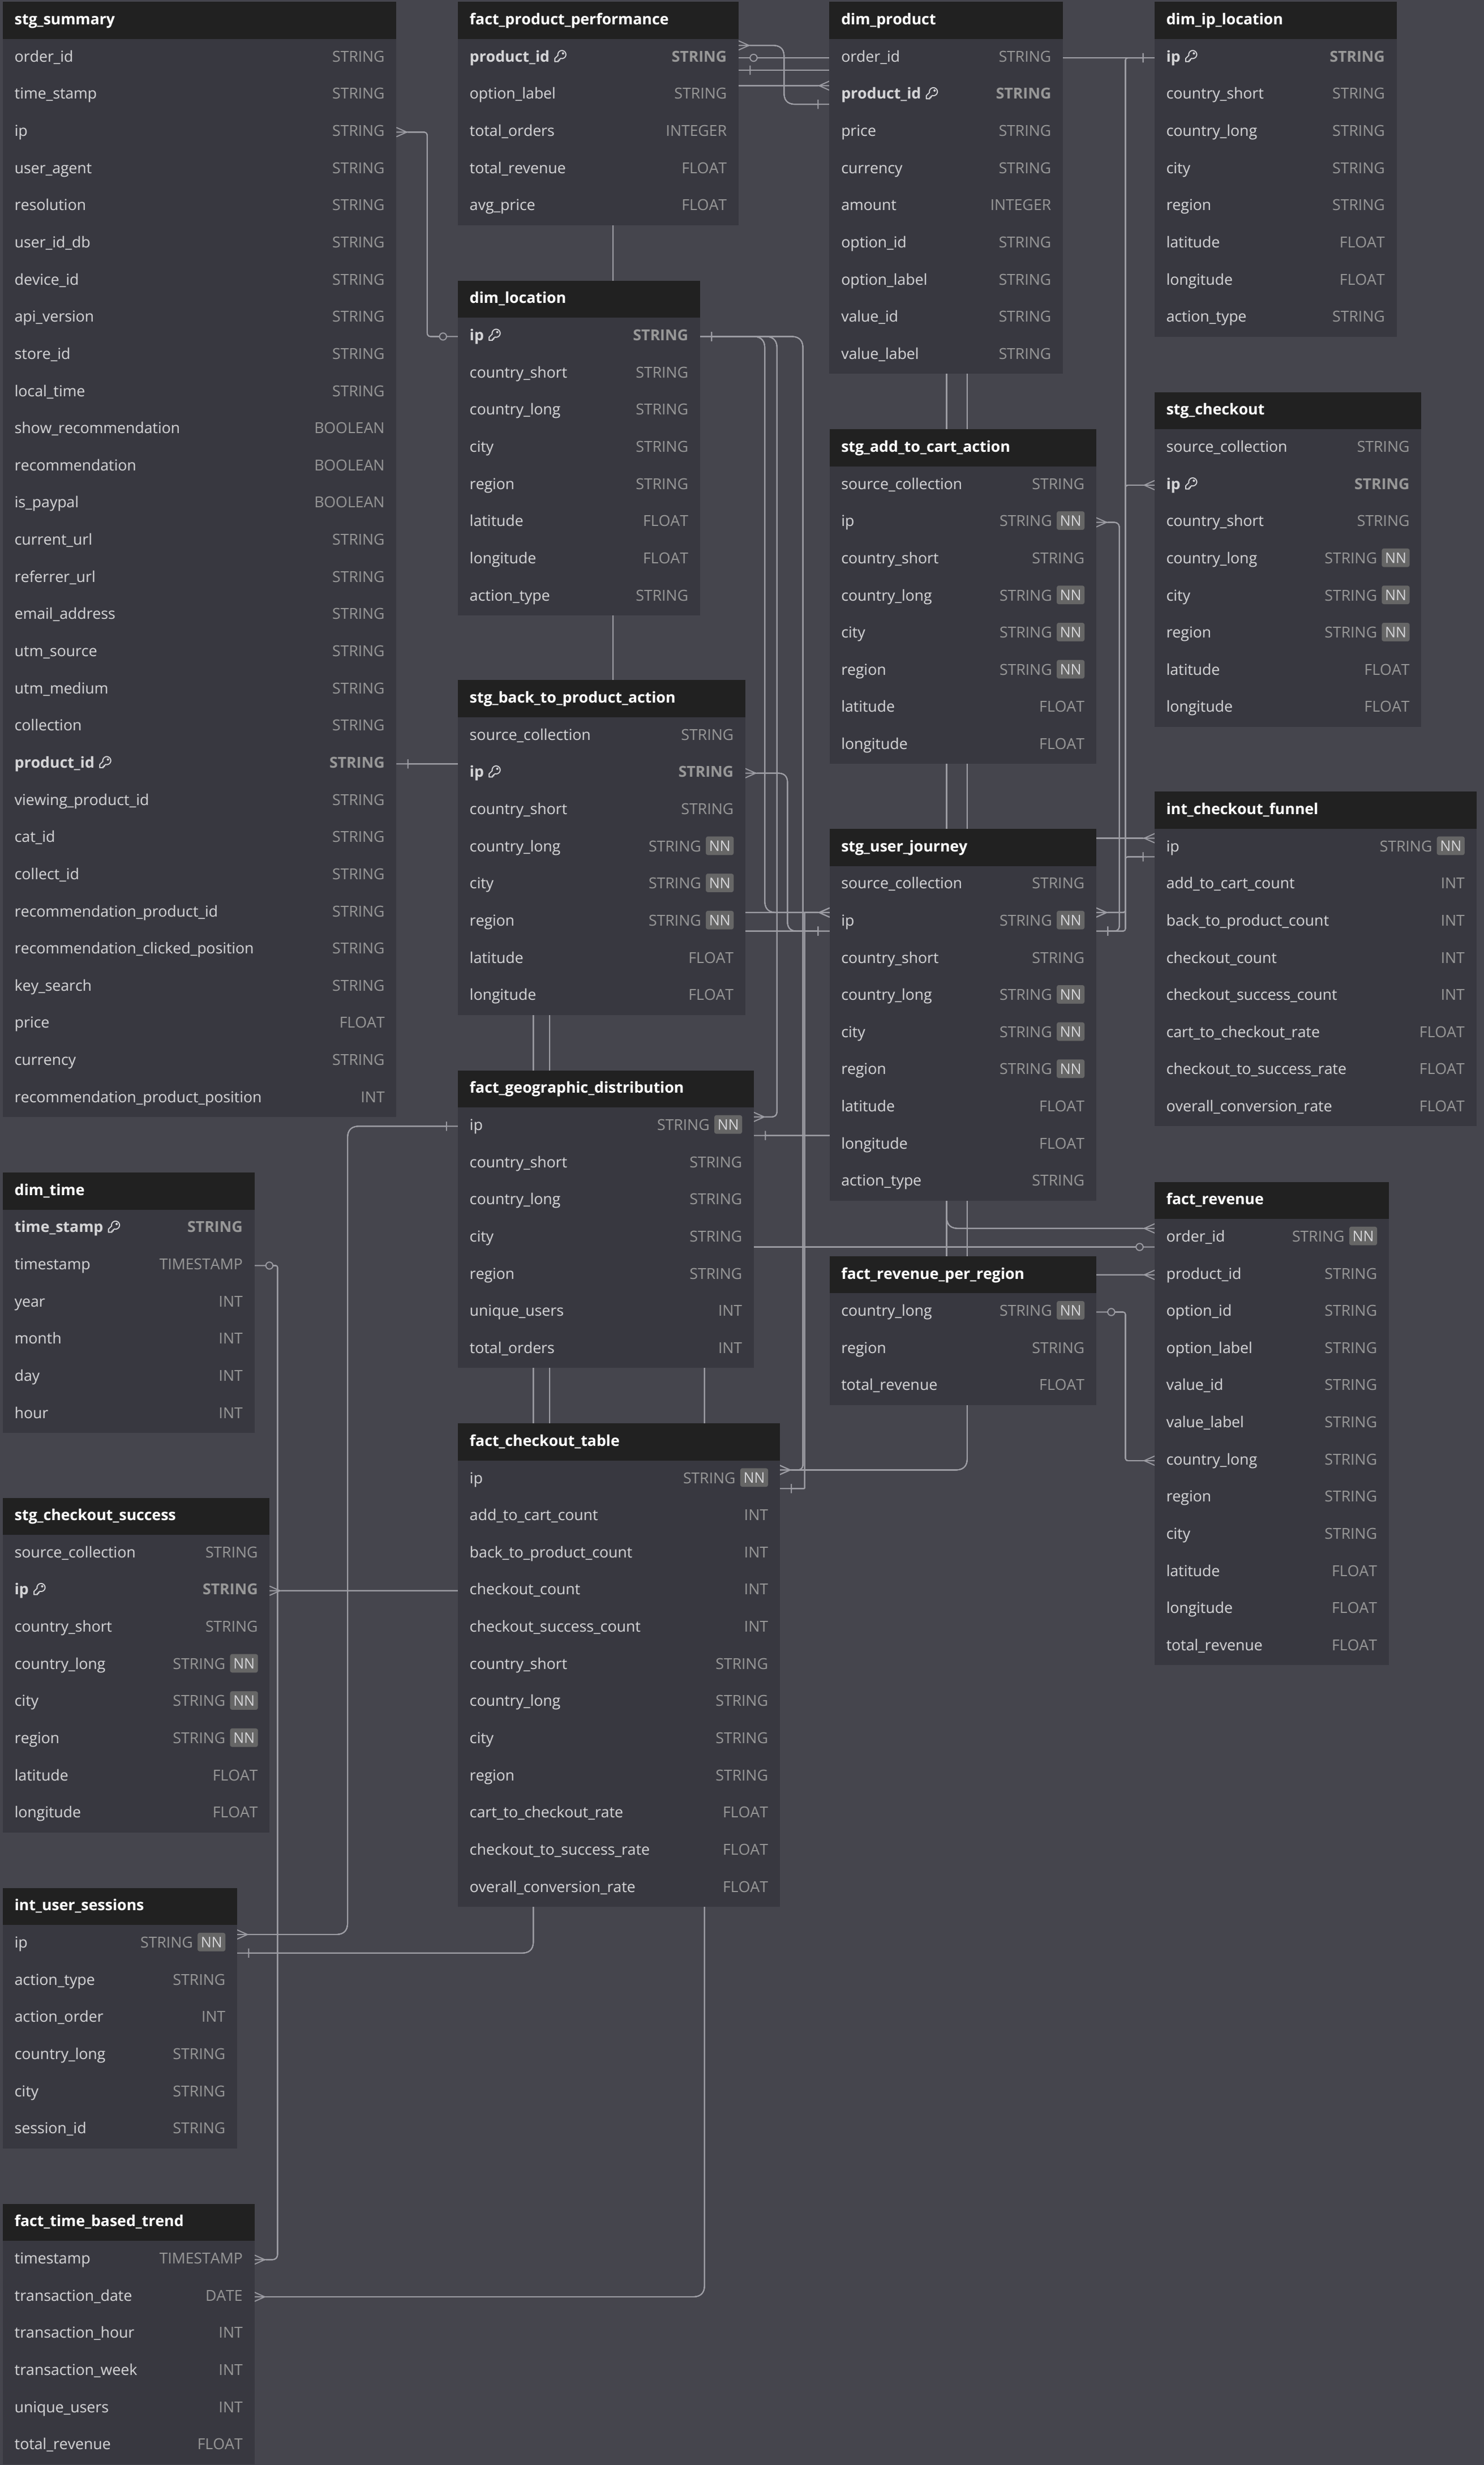 stg_summary
order_id STRING
time_stamp STRING
ip STRING
user_agent STRING
resolution STRING
user_id_db STRING
device_id STRING
api_version STRING
store_id STRING
local_time STRING
show_recommendation BOOLEAN
recommendation BOOLEAN
is_paypal BOOLEAN
current_url STRING
referrer_url STRING
email_address STRING
utm_source STRING
utm_medium STRING
collection STRING
product_id STRING
viewing_product_id STRING
cat_id STRING
collect_id STRING
recommendation_product_id STRING
recommendation_clicked_position STRING
key_search STRING
price FLOAT
currency STRING
recommendation_product_position INT
dim_time
time_stamp STRING
timestamp TIMESTAMP
year INT
month INT
day INT
hour INT
stg_checkout_success
source_collection STRING
ip STRING
country_short STRING
country_long STRING NN
city STRING NN
region STRING NN
latitude FLOAT
longitude FLOAT
int_user_sessions
ip STRING NN
action_type STRING
action_order INT
country_long STRING
city STRING
session_id STRING
fact_time_based_trend
timestamp TIMESTAMP
transaction_date DATE
transaction_hour INT
transaction_week INT
unique_users INT
total_revenue FLOAT
fact_product_performance
product_id STRING
option_label STRING
total_orders INTEGER
total_revenue FLOAT
avg_price FLOAT
dim_location
ip STRING
country_short STRING
country_long STRING
city STRING
region STRING
latitude FLOAT
longitude FLOAT
action_type STRING
stg_back_to_product_action
source_collection STRING
ip STRING
country_short STRING
country_long STRING NN
city STRING NN
region STRING NN
latitude FLOAT
longitude FLOAT
fact_geographic_distribution
ip STRING NN
country_short STRING
country_long STRING
city STRING
region STRING
unique_users INT
total_orders INT
fact_checkout_table
ip STRING NN
add_to_cart_count INT
back_to_product_count INT
checkout_count INT
checkout_success_count INT
country_short STRING
country_long STRING
city STRING
region STRING
cart_to_checkout_rate FLOAT
checkout_to_success_rate FLOAT
overall_conversion_rate FLOAT
dim_product
order_id STRING
product_id STRING
price STRING
currency STRING
amount INTEGER
option_id STRING
option_label STRING
value_id STRING
value_label STRING
stg_add_to_cart_action
source_collection STRING
ip STRING NN
country_short STRING
country_long STRING NN
city STRING NN
region STRING NN
latitude FLOAT
longitude FLOAT
stg_user_journey
source_collection STRING
ip STRING NN
country_short STRING
country_long STRING NN
city STRING NN
region STRING NN
latitude FLOAT
longitude FLOAT
action_type STRING
fact_revenue_per_region
country_long STRING NN
region STRING
total_revenue FLOAT
dim_ip_location
ip STRING
country_short STRING
country_long STRING
city STRING
region STRING
latitude FLOAT
longitude FLOAT
action_type STRING
stg_checkout
source_collection STRING
ip STRING
country_short STRING
country_long STRING NN
city STRING NN
region STRING NN
latitude FLOAT
longitude FLOAT
int_checkout_funnel
ip STRING NN
add_to_cart_count INT
back_to_product_count INT
checkout_count INT
checkout_success_count INT
cart_to_checkout_rate FLOAT
checkout_to_success_rate FLOAT
overall_conversion_rate FLOAT
fact_revenue
order_id STRING NN
product_id STRING
option_id STRING
option_label STRING
value_id STRING
value_label STRING
country_long STRING
region STRING
city STRING
latitude FLOAT
longitude FLOAT
total_revenue FLOAT